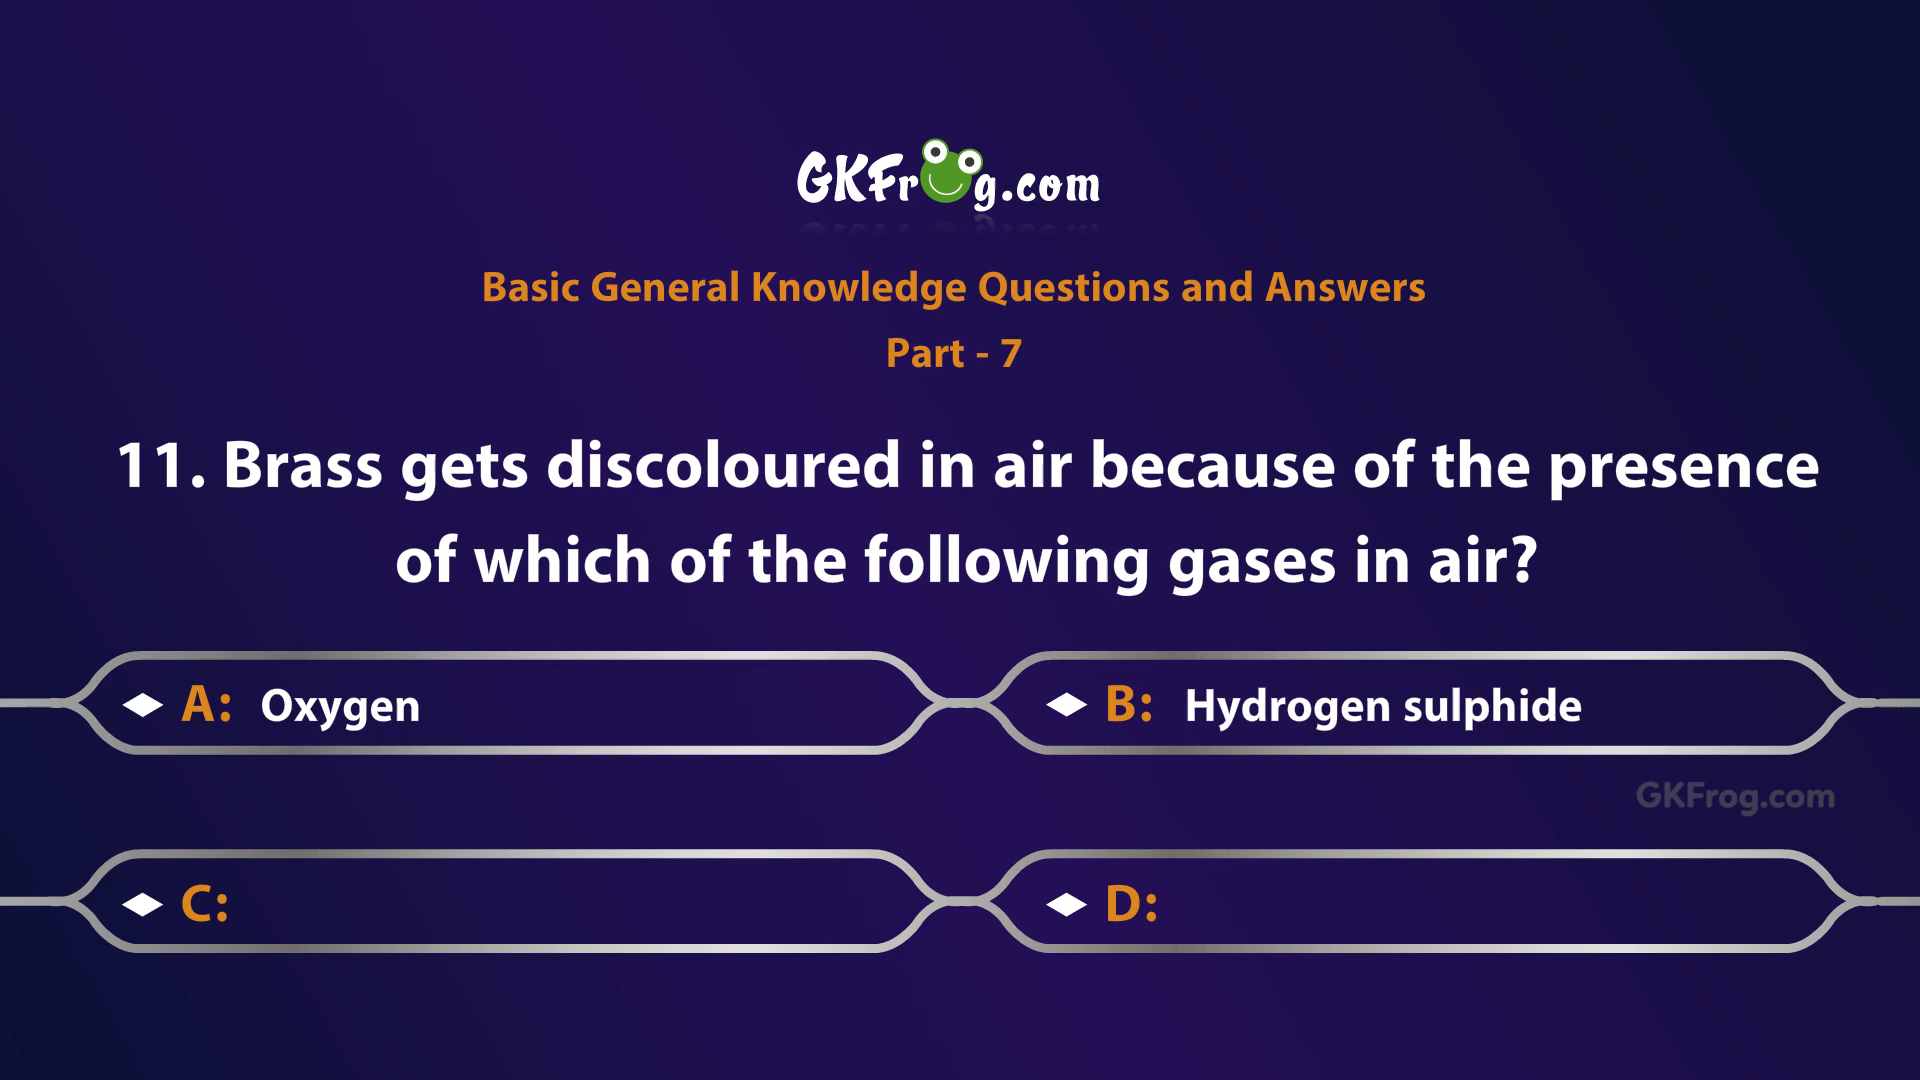 GKFrog.com
Basic General Knowledge Questions and Answers
Part - 7
11. Brass gets discoloured in air because of the presence
of which of the following gases in air?
A: Oxygen
B: Hydrogen sulphide
GKFrog.com
C:
D: